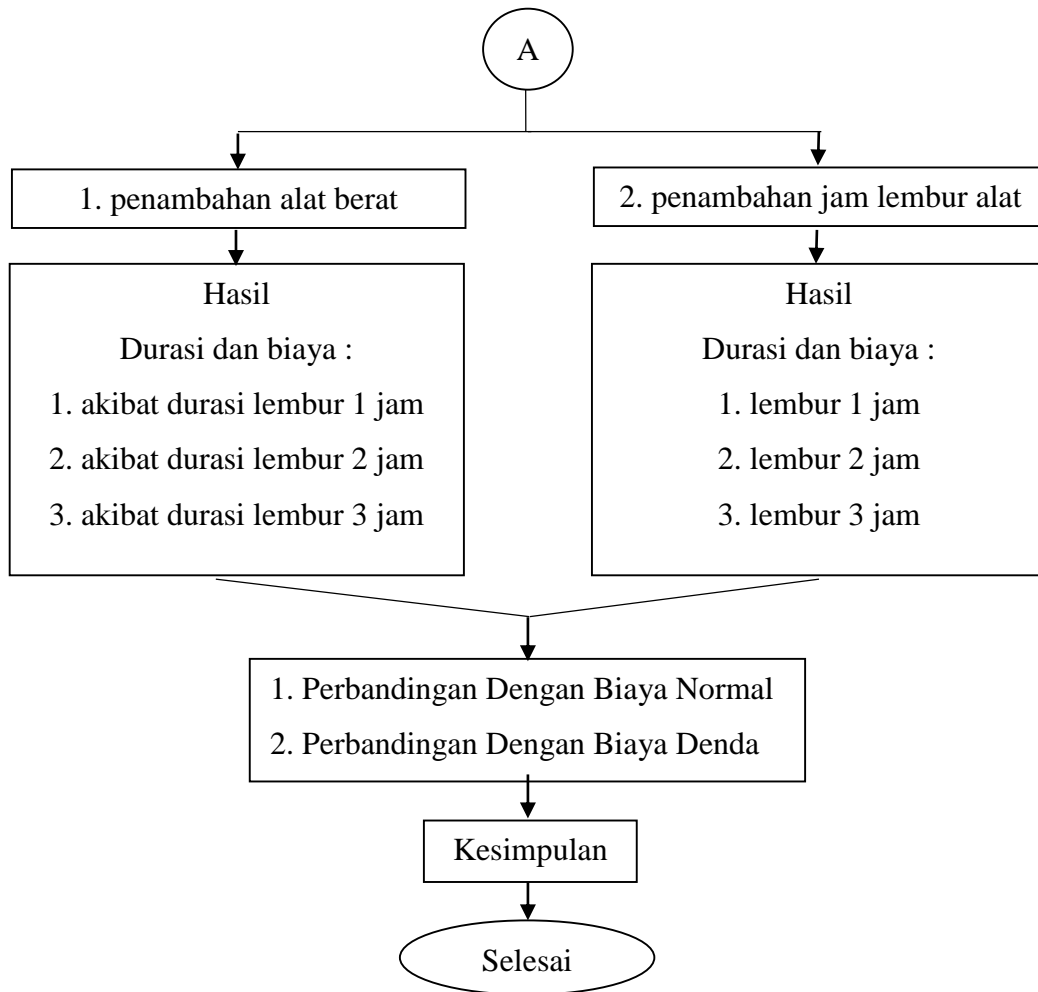 A
1. penambahan alat berat
2. penambahan jam lembur alat
Hasil
Durasi dan biaya :
1. akibat durasi lembur 1 jam
2. akibat durasi lembur 2 jam
3. akibat durasi lembur 3 jam
Hasil
Durasi dan biaya :
1. lembur 1 jam
2. lembur 2 jam
3. lembur 3 jam
1. Perbandingan Dengan Biaya Normal
2. Perbandingan Dengan Biaya Denda
Kesimpulan
Selesai